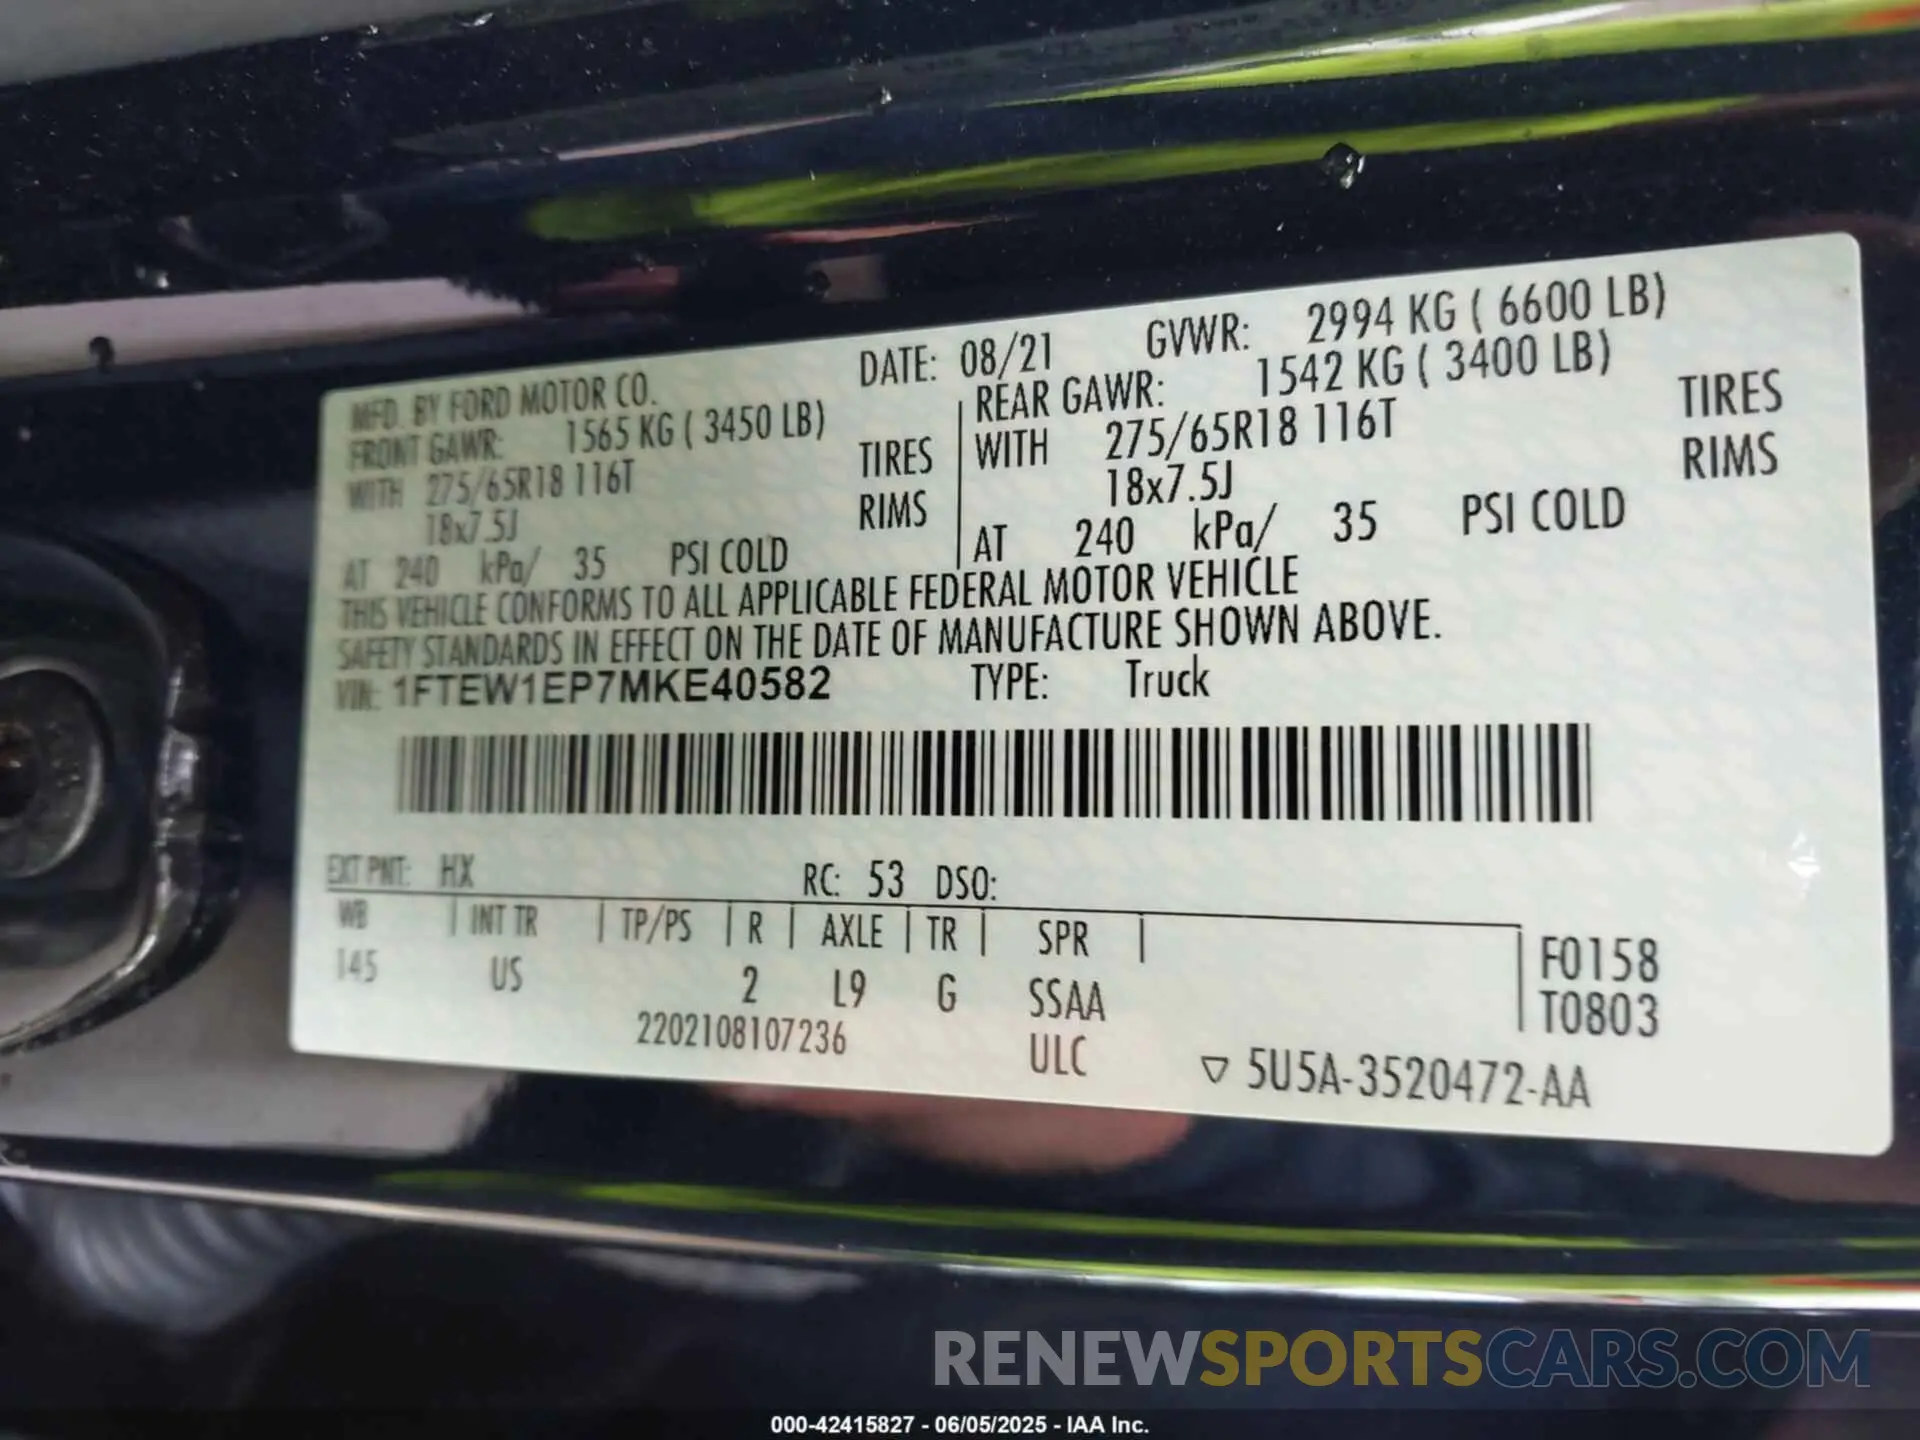 MFD. BY FORD MOTOR CO. DATE: 08/21 GVWR: 2994 KG ( 6600 LB)
FRONT GAWR: 1565 KG ( 3450 LB) REAR GAWR: 1542 KG ( 3400 LB)
WITH 275/65R18 116T TIRES WITH 275/65R18 116T TIRES
18x7.5J RIMS 18x7.5J RIMS
AT 240 kPa/ 35 PSI COLD AT 240 kPa/ 35 PSI COLD
THIS VEHICLE CONFORMS TO ALL APPLICABLE FEDERAL MOTOR VEHICLE
SAFETY STANDARDS IN EFFECT ON THE DATE OF MANUFACTURE SHOWN ABOVE.
VIN: 1FTEW1EP7MKE40582 TYPE: Truck
EXT PNT: HX RC: 53 DSO:
WB | INT TR | TP/PS | R | AXLE | TR | SPR | F0158
145 US 2 L9 G SSAA T0803
2202108107236 ULC ▽ 5U5A-3520472-AA
RENEWSPORTSCARS.COM
000-42415827 - 06/05/2025 - IAA Inc.